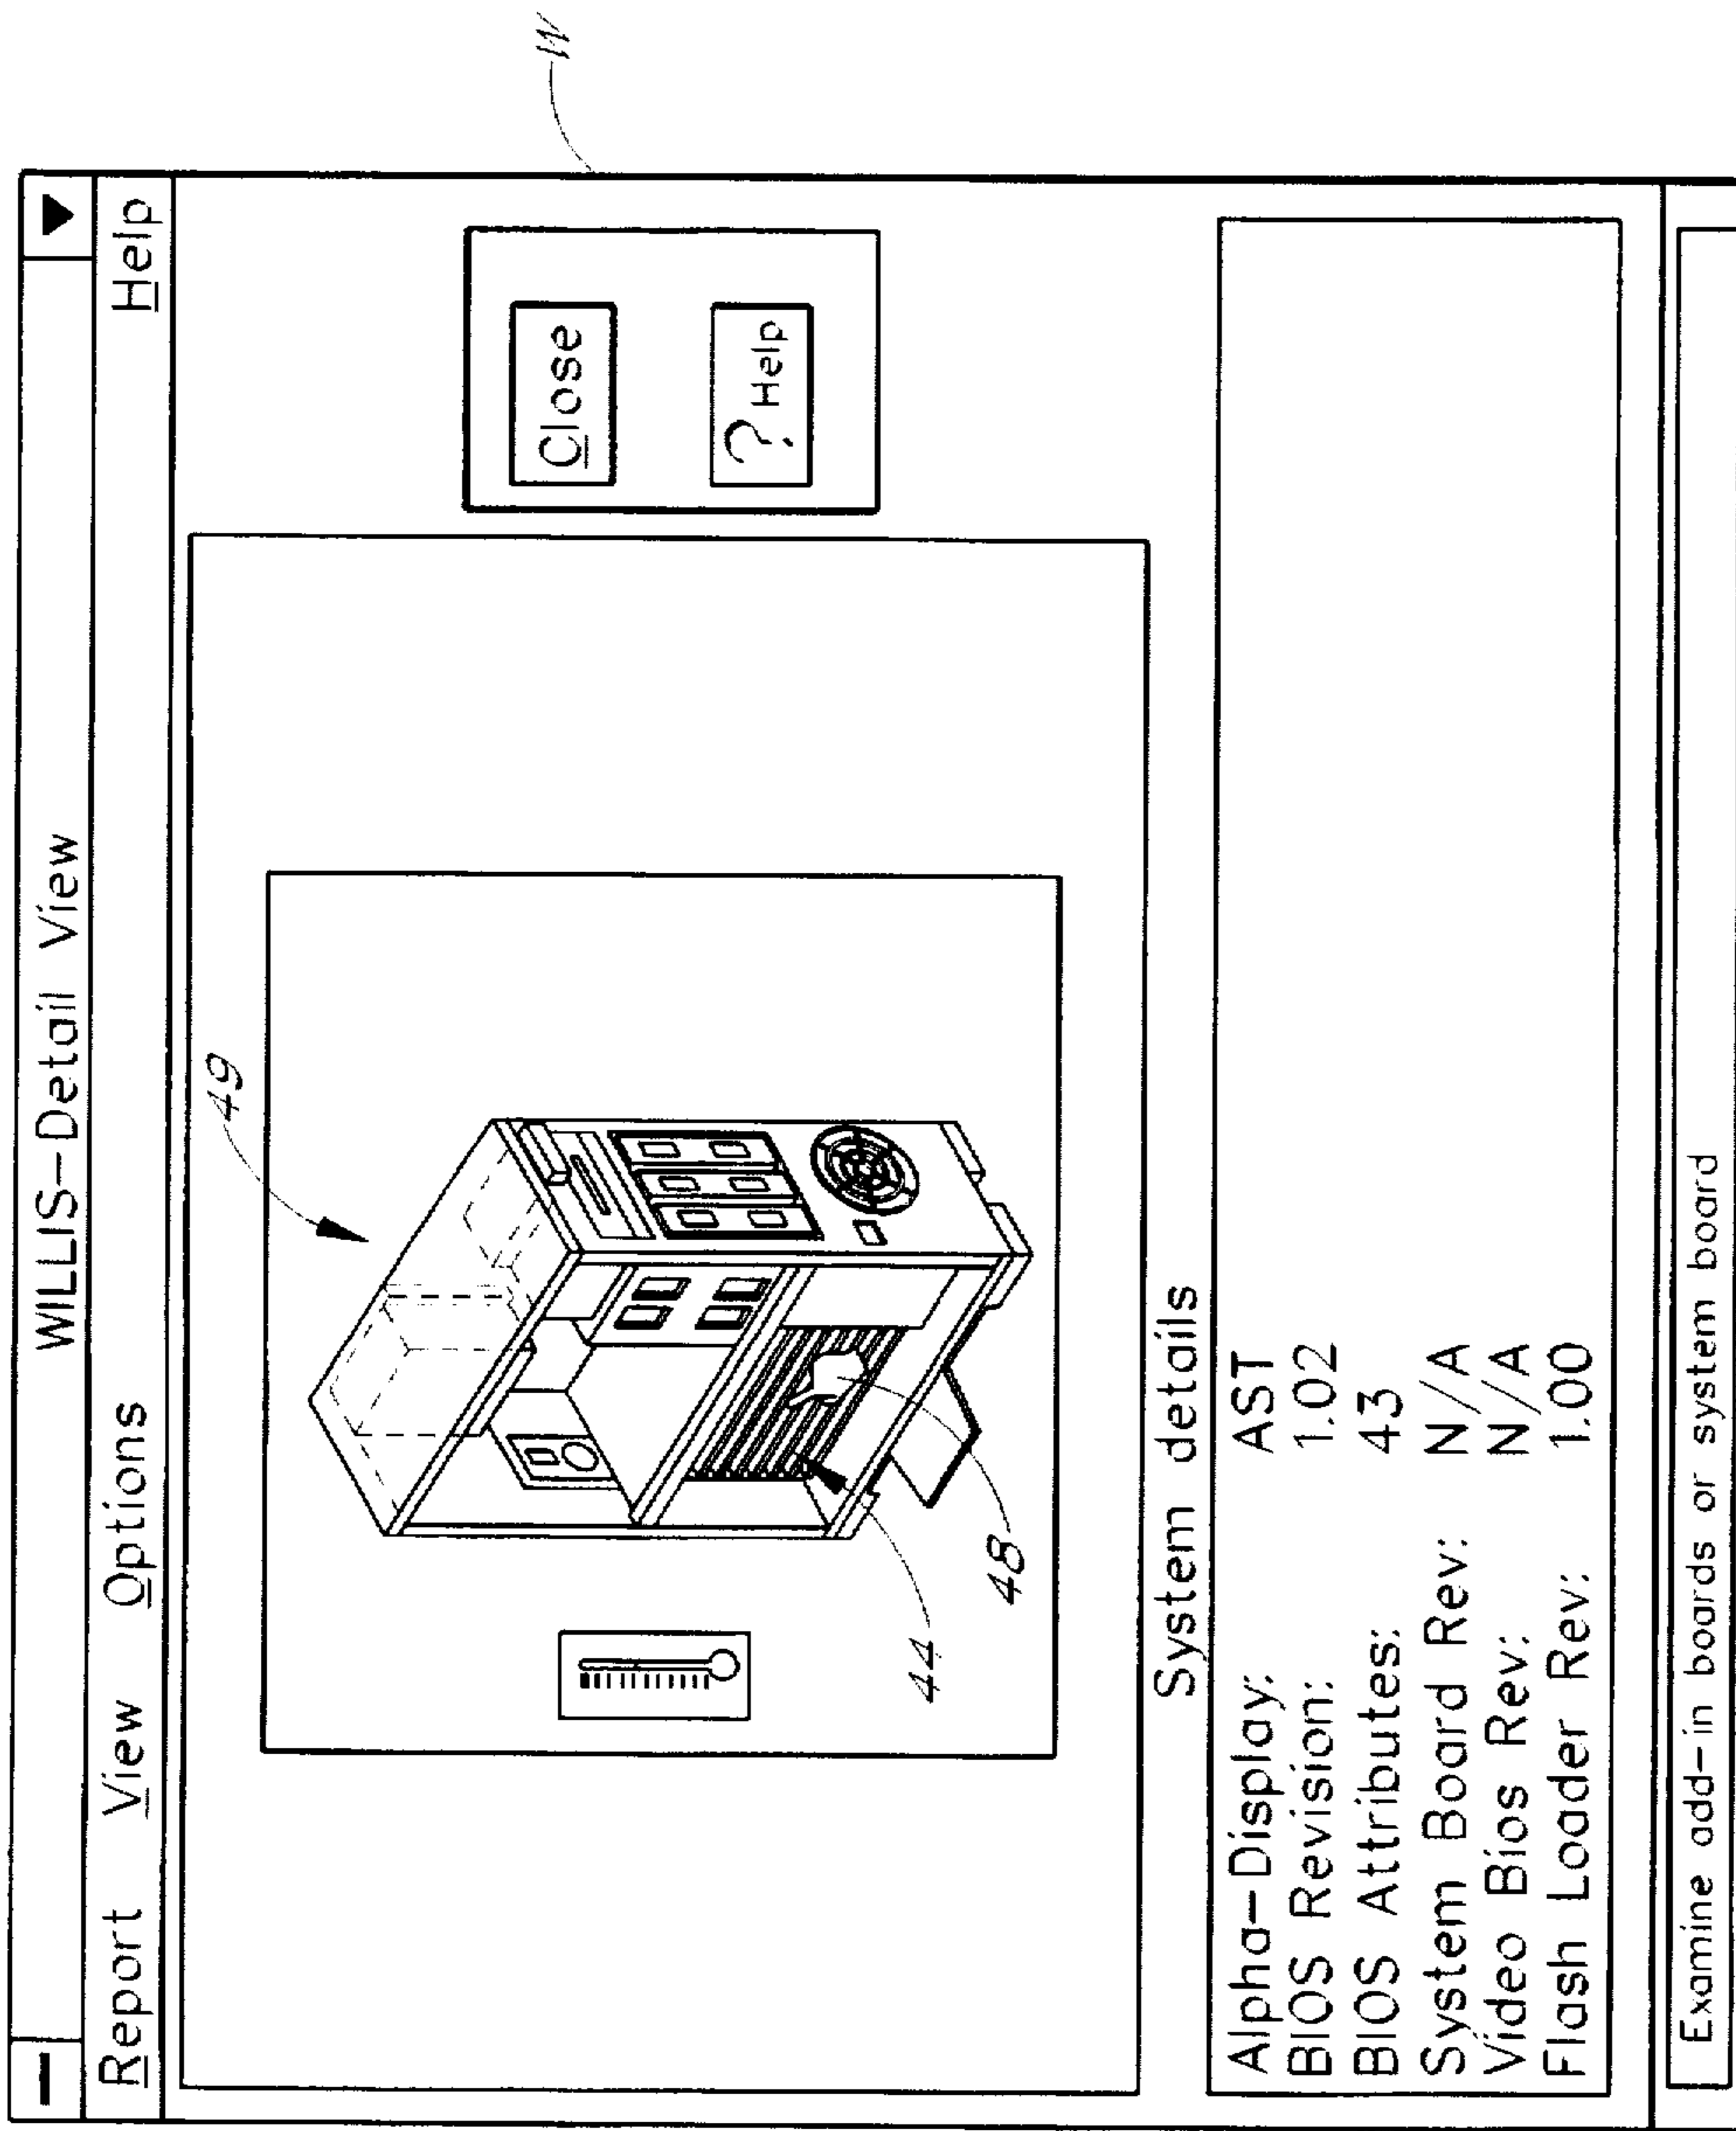 WILLIS-Detail View
Report View Options Help
49
Close
? Help
W
44
48
System details
Alpha-Display: AST
BIOS Revision: 1.02
BIOS Attributes: 43
System Board Rev: N/A
Video Bios Rev: N/A
Flash Loader Rev: 1.00
Examine add-in boards or system board